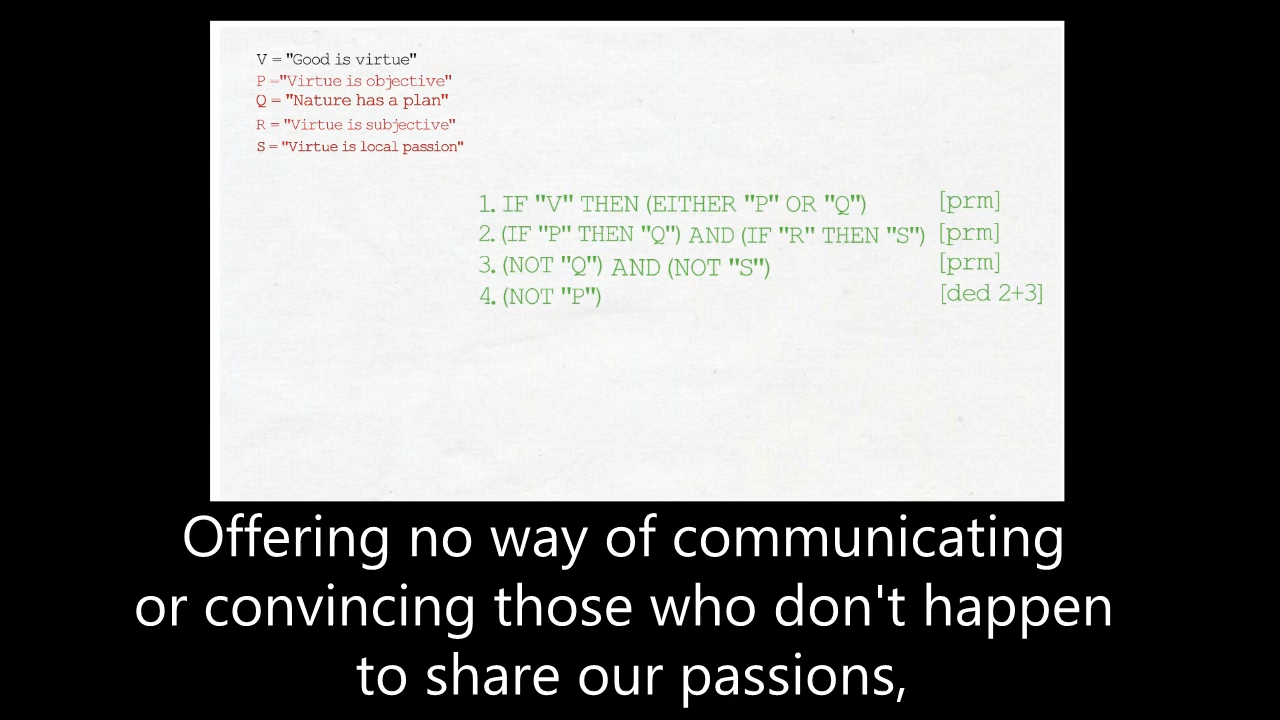 V = "Good is virtue"
P ="Virtue is objective"
Q = "Nature has a plan"
R = "Virtue is subjective"
S = "Virtue is local passion"
1. IF "V" THEN (EITHER "P" OR "Q") [prm]
2. (IF "P" THEN "Q") AND (IF "R" THEN "S") [prm]
3. (NOT "Q") AND (NOT "S") [prm]
4. (NOT "P") [ded 2+3]
Offering no way of communicating
or convincing those who don't happen
to share our passions,